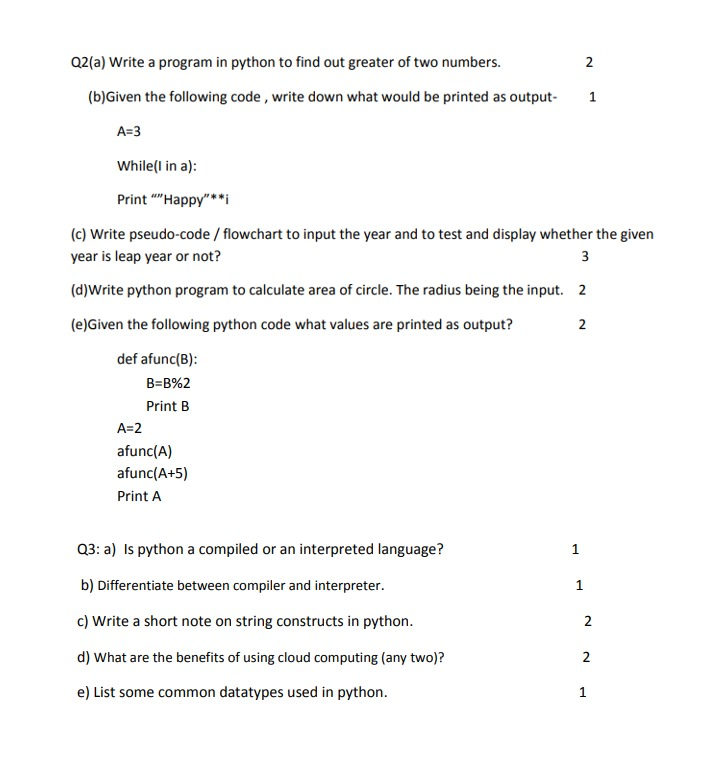 Q2(a) Write a program in python to find out greater of two numbers. 2
(b)Given the following code , write down what would be printed as output- 1
A=3
While(I in a):
Print “”Happy”**i
(c) Write pseudo-code / flowchart to input the year and to test and display whether the given
year is leap year or not? 3
(d)Write python program to calculate area of circle. The radius being the input. 2
(e)Given the following python code what values are printed as output? 2
def afunc(B):
B=B%2
Print B
A=2
afunc(A)
afunc(A+5)
Print A
Q3: a) Is python a compiled or an interpreted language? 1
b) Differentiate between compiler and interpreter. 1
c) Write a short note on string constructs in python. 2
d) What are the benefits of using cloud computing (any two)? 2
e) List some common datatypes used in python. 1